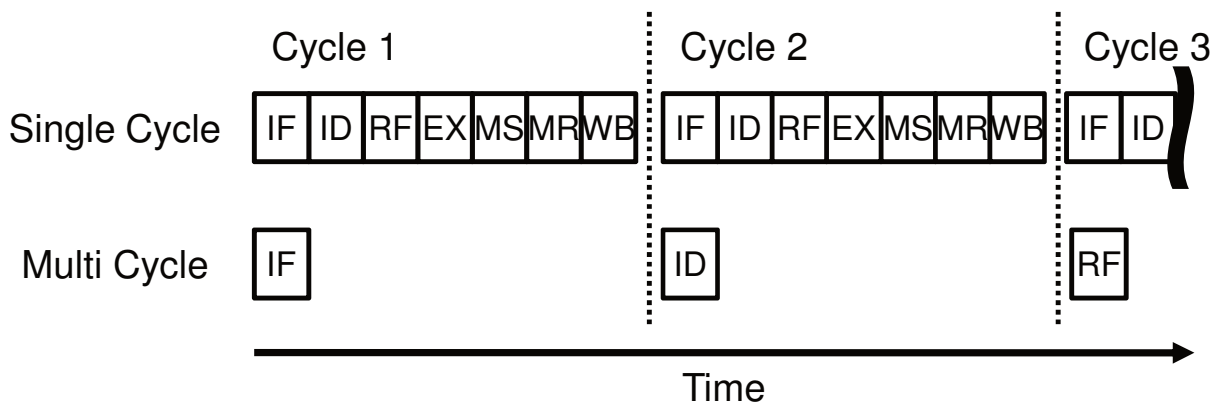 Cycle 1 Cycle 2 Cycle 3
Single Cycle IF ID RF EX MS MR WB IF ID RF EX MS MR WB IF ID
Multi Cycle IF ID RF
Time